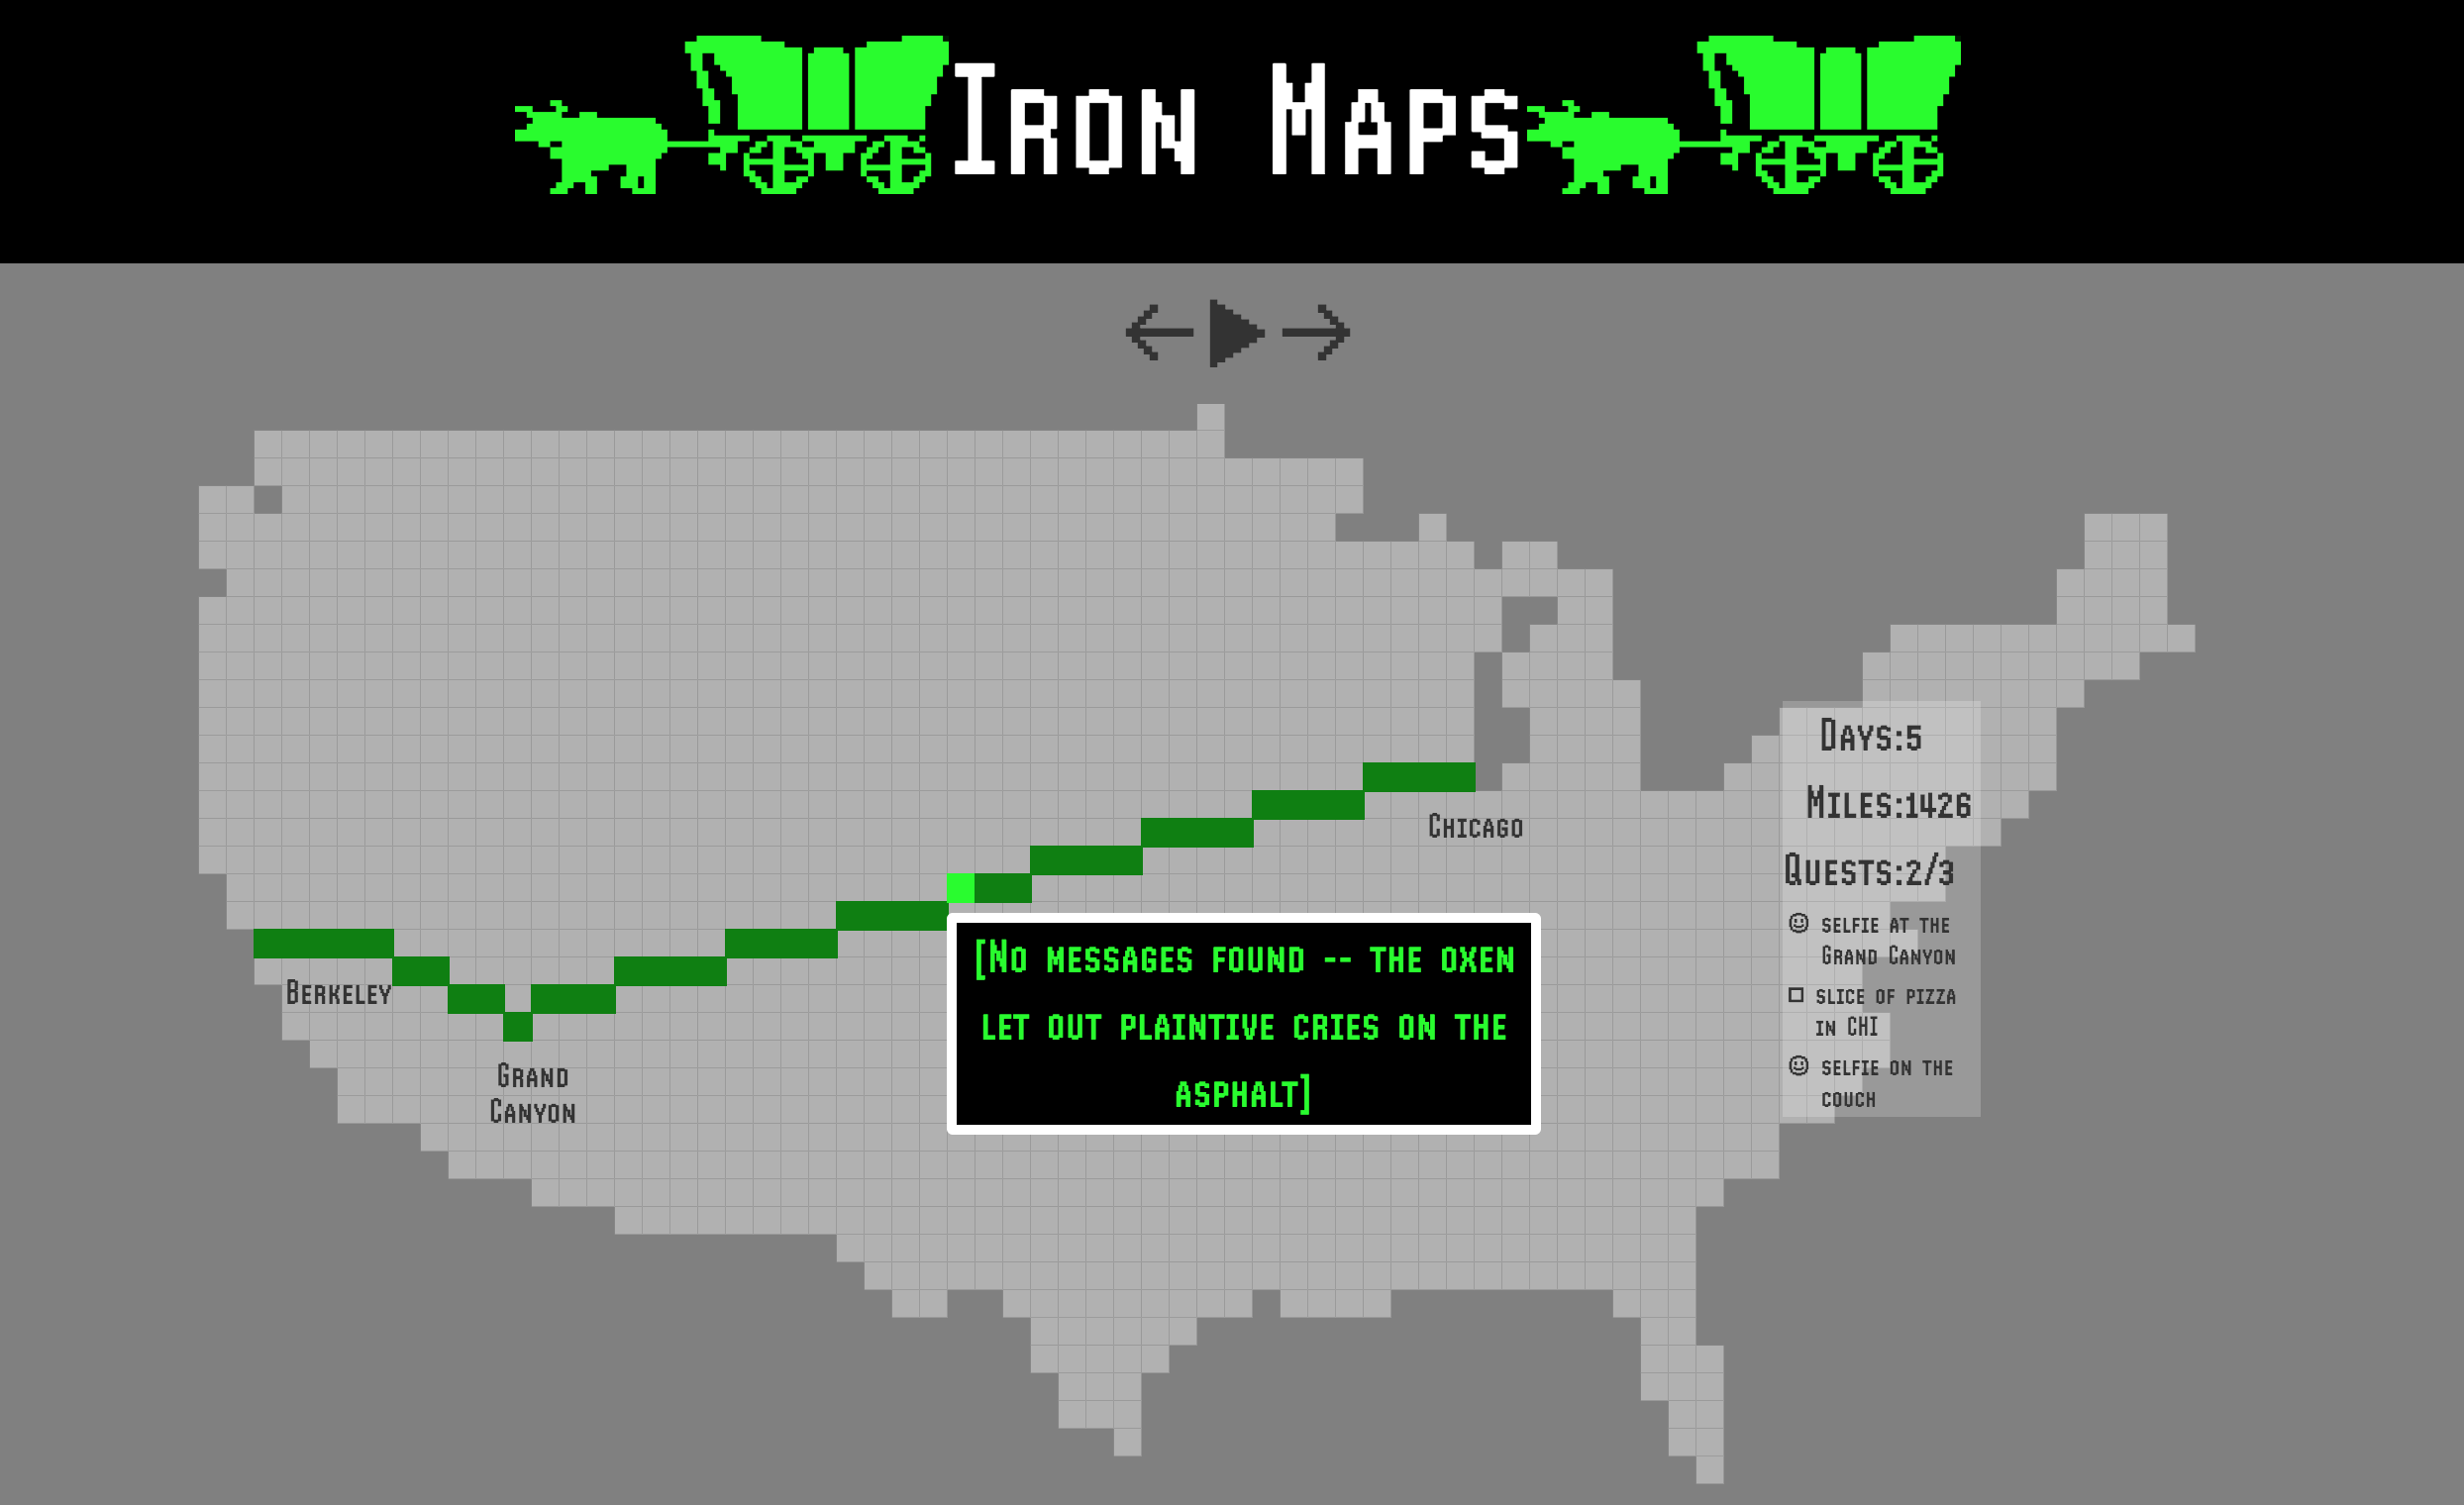 Iron Maps
Days:5
Miles:1426
Chicago
Quests:2/3
selfie at the
Grand Canyon
[No messages found -- the oxen
let out plaintive cries on the
asphalt]
Berkeley
slice of pizza
in CHI
Grand
Canyon
selfie on the
couch